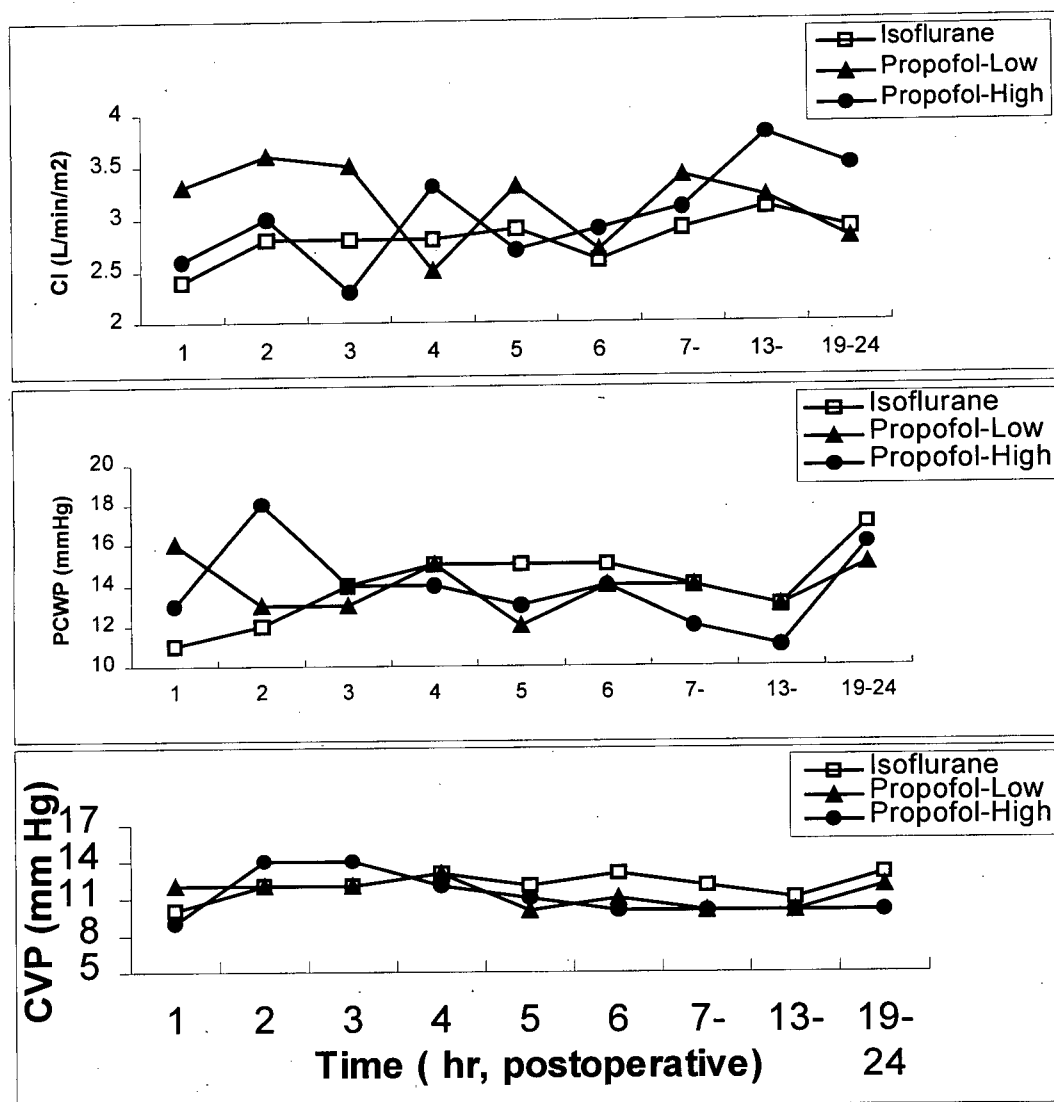 Isoflurane
Propofol-Low
Propofol-High
CI (L/min/m2)
4
3.5
3
2.5
2
1 2 3 4 5 6 7- 13- 19-24
Isoflurane
Propofol-Low
Propofol-High
PCWP (mmHg)
20
18
16
14
12
10
1 2 3 4 5 6 7- 13- 19-24
Isoflurane
Propofol-Low
Propofol-High
CVP (mm Hg)
17
14
11
8
5
1 2 3 4 5 6 7- 13- 19-
24
Time ( hr, postoperative)